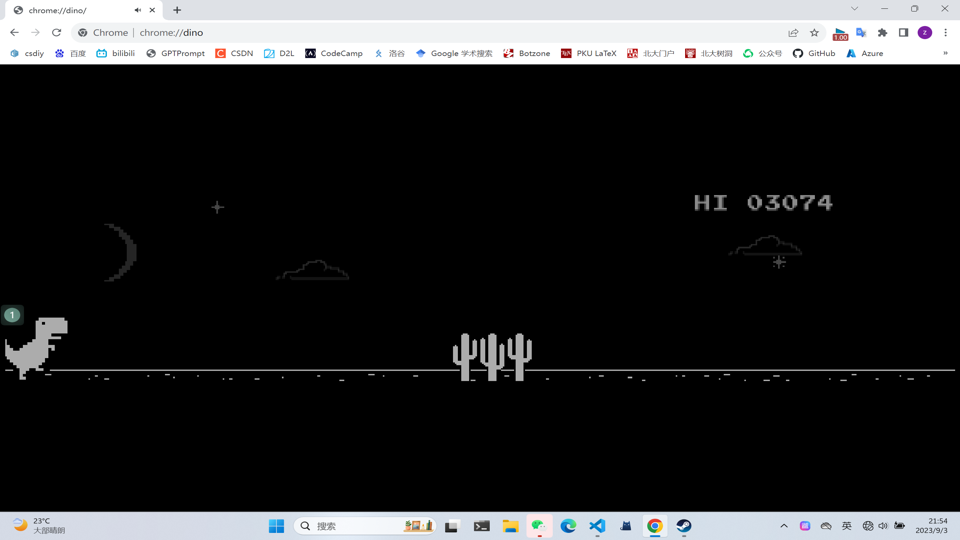 chrome://dino/
Chrome | chrome://dino
1.00
z
csdiy 百度 bilibili GPTPrompt CSDN D2L CodeCamp 洛谷 Google 学术搜索 Botzone PKU LaTeX 北大门户 北大树洞 公众号 GitHub Azure »
HI 03074
1
23°C
大部晴朗
搜索
英
21:54
2023/9/3